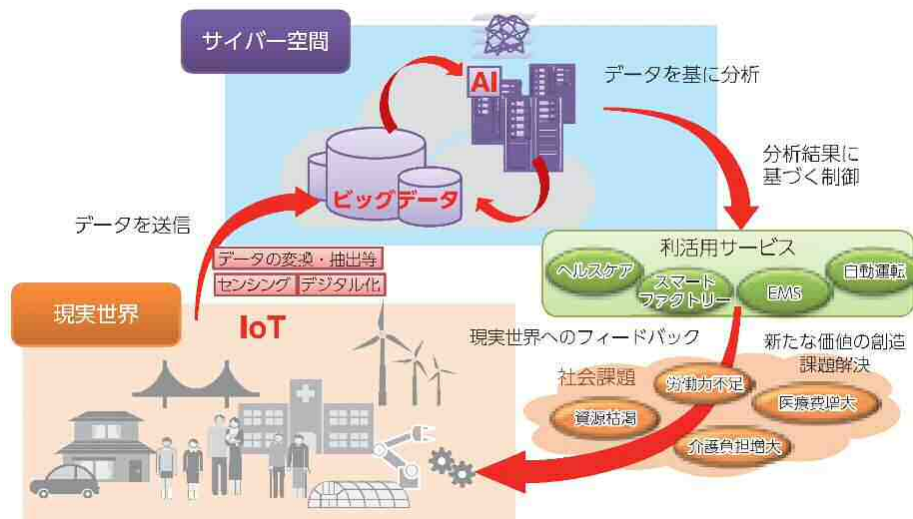 サイバー空間
AI
データを基に分析
分析結果に
基づく制御
ビッグデータ
データを送信
データの変換・抽出等
センシング
デジタル化
利活用サービス
ヘルスケア
スマート
ファクトリー
EMS
自動運転
現実世界
IoT
現実世界へのフィードバック
新たな価値の創造
課題解決
社会課題
労働力不足
資源枯渇
医療費増大
介護負担増大